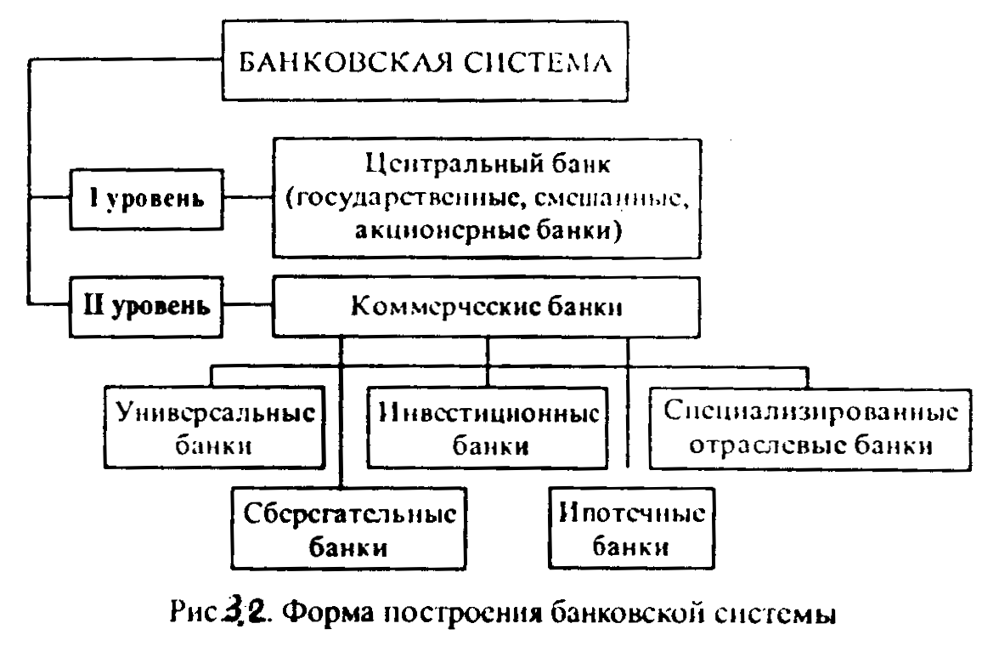 БАНКОВСКАЯ СИСТЕМА
I уровень
Центральный банк
(государственные, смешанные,
акционерные банки)
II уровень
Коммерческие банки
Универсальные
банки
Инвестиционные
банки
Специализированные
отраслевые банки
Сберегательные
банки
Ипотечные
банки
Рис 3.2. Форма построения банковской системы